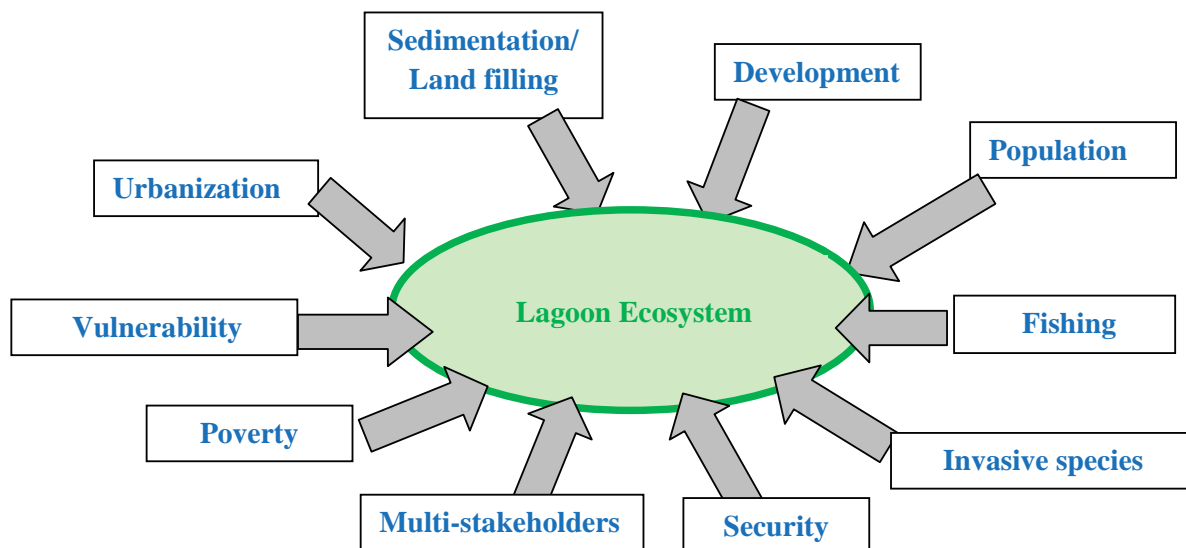 Sedimentation/
Land filling
Development
Population
Urbanization
Lagoon Ecosystem
Vulnerability
Fishing
Poverty
Invasive species
Multi-stakeholders
Security